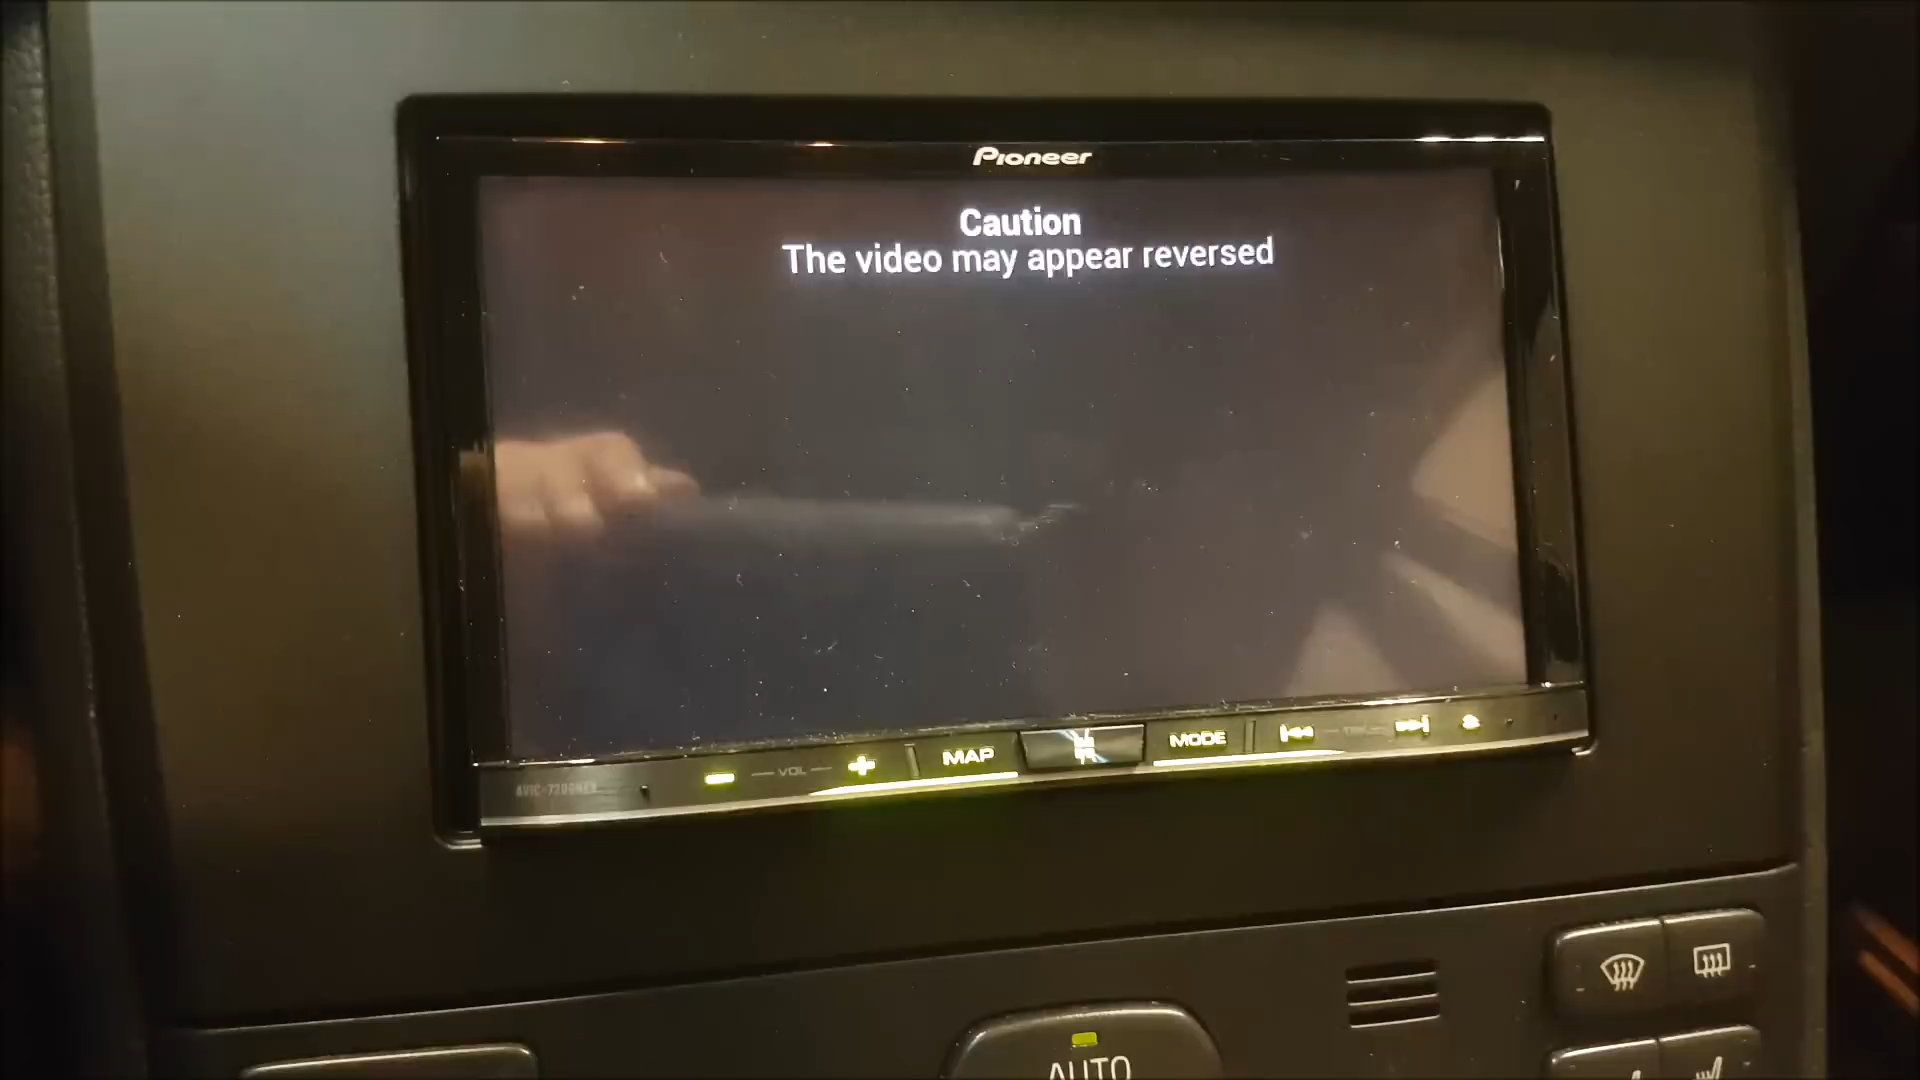 Pioneer
Caution
The video may appear reversed
VOL
MAP
MODE
AUTO